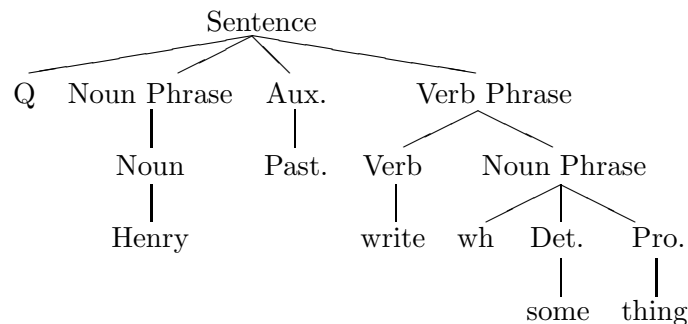 Sentence
Q Noun Phrase Aux. Verb Phrase
Noun Past. Verb Noun Phrase
Henry write wh Det. Pro.
some thing